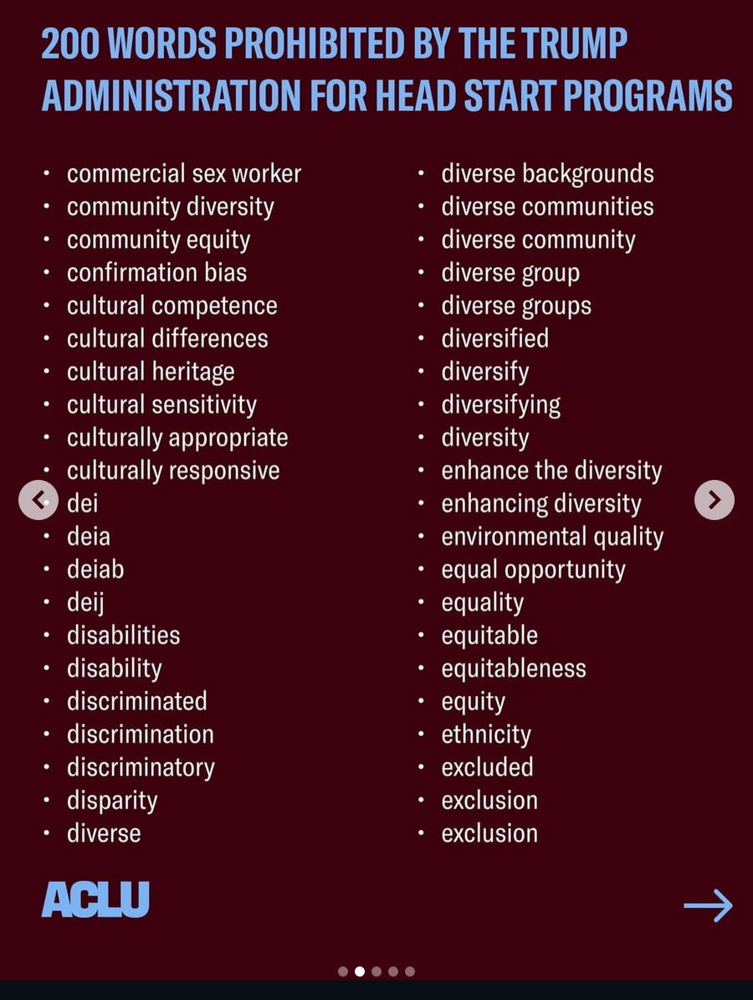 200 WORDS PROHIBITED BY THE TRUMP
ADMINISTRATION FOR HEAD START PROGRAMS
• commercial sex worker
• community diversity
• community equity
• confirmation bias
• cultural competence
• cultural differences
• cultural heritage
• cultural sensitivity
• culturally appropriate
• culturally responsive
• dei
• deia
• deiab
• deij
• disabilities
• disability
• discriminated
• discrimination
• discriminatory
• disparity
• diverse
• diverse backgrounds
• diverse communities
• diverse community
• diverse group
• diverse groups
• diversified
• diversify
• diversifying
• diversity
• enhance the diversity
• enhancing diversity
• environmental quality
• equal opportunity
• equality
• equitable
• equitableness
• equity
• ethnicity
• excluded
• exclusion
• exclusion
ACLU